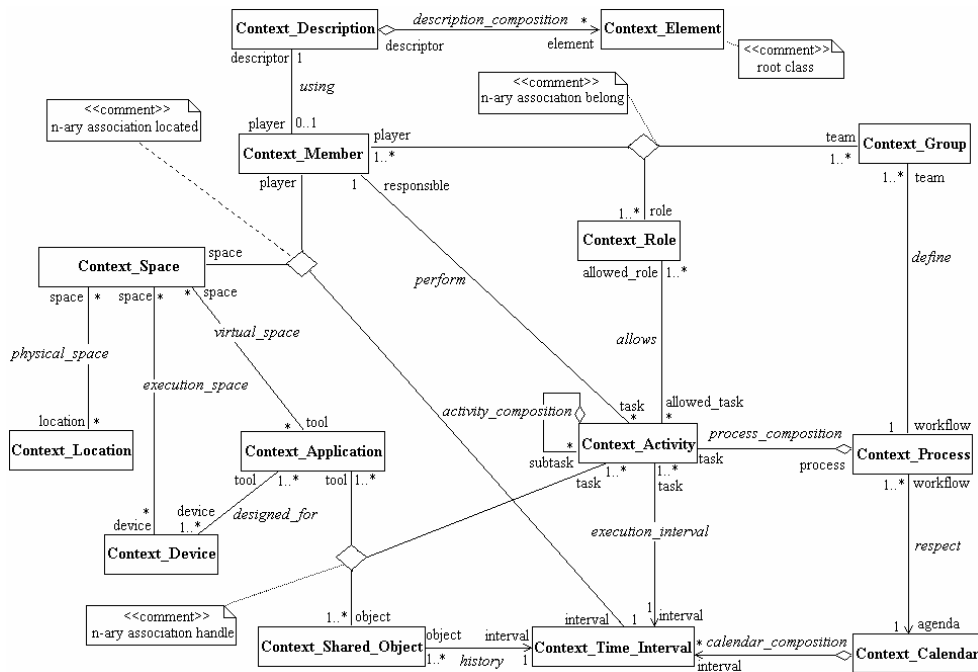 Context_Description
description_composition
*
Context_Element
descriptor
element
descriptor
1
<<comment>>
root class
using
<<comment>>
n-ary association belong
<<comment>>
n-ary association located
player
0..1
Context_Member
player
1..*
team
1..*
Context_Group
player
1
responsible
1..*
team
1..*
role
Context_Role
space
Context_Space
allowed_role
1..*
define
space
*
space
*
*
space
perform
virtual_space
allows
physical_space
execution_space
location
*
*
tool
activity_composition
task
*
allowed_task
*
1
workflow
Context_Location
Context_Application
Context_Activity
process_composition
Context_Process
*
subtask
task
process
tool
1..*
tool
1..*
1..*
task
1..*
task
1..*
workflow
*
device
device
1..*
designed_for
execution_interval
respect
Context_Device
<<comment>>
n-ary association handle
1..*
object
interval
1
1
interval
1
agenda
Context_Shared_Object
object
1..*
interval
1
history
Context_Time_Interval
*
calendar_composition
interval
Context_Calendar